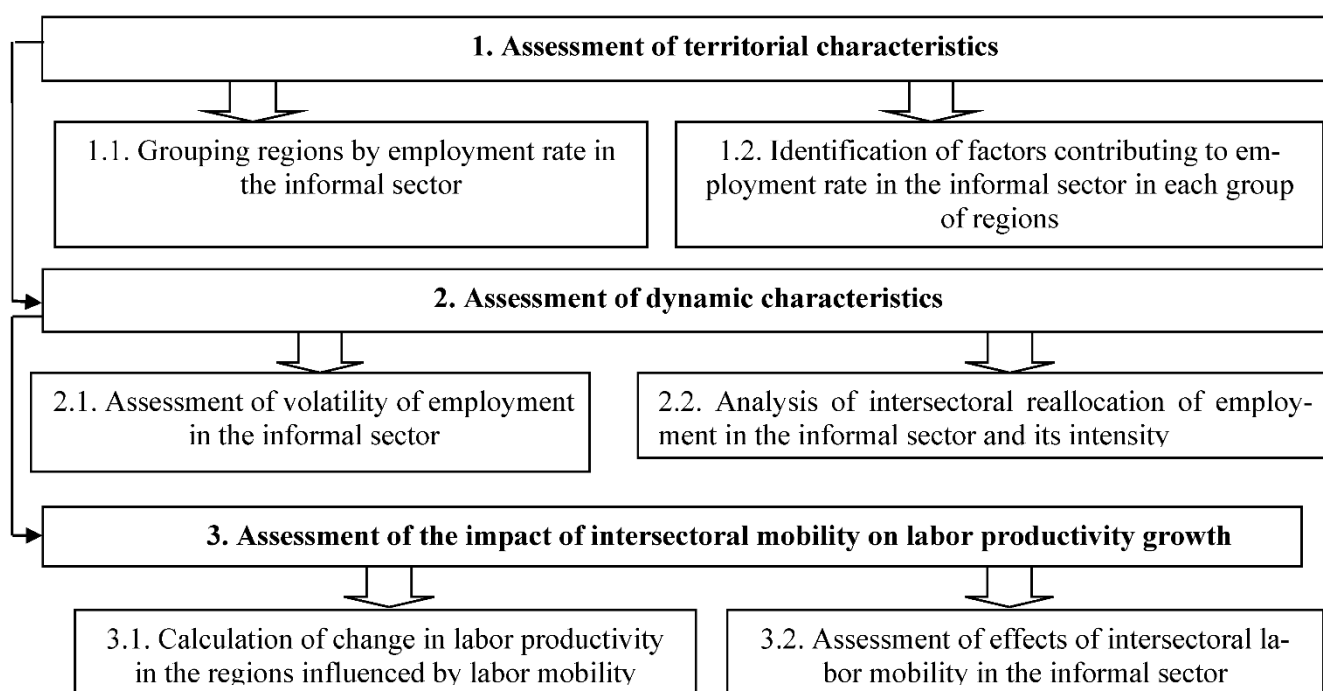 1. Assessment of territorial characteristics
1.1. Grouping regions by employment rate in
the informal sector
1.2. Identification of factors contributing to em-
ployment rate in the informal sector in each group
of regions
2. Assessment of dynamic characteristics
2.1. Assessment of volatility of employment
in the informal sector
2.2. Analysis of intersectoral reallocation of employ-
ment in the informal sector and its intensity
3. Assessment of the impact of intersectoral mobility on labor productivity growth
3.1. Calculation of change in labor productivity
in the regions influenced by labor mobility
3.2. Assessment of effects of intersectoral la-
bor mobility in the informal sector